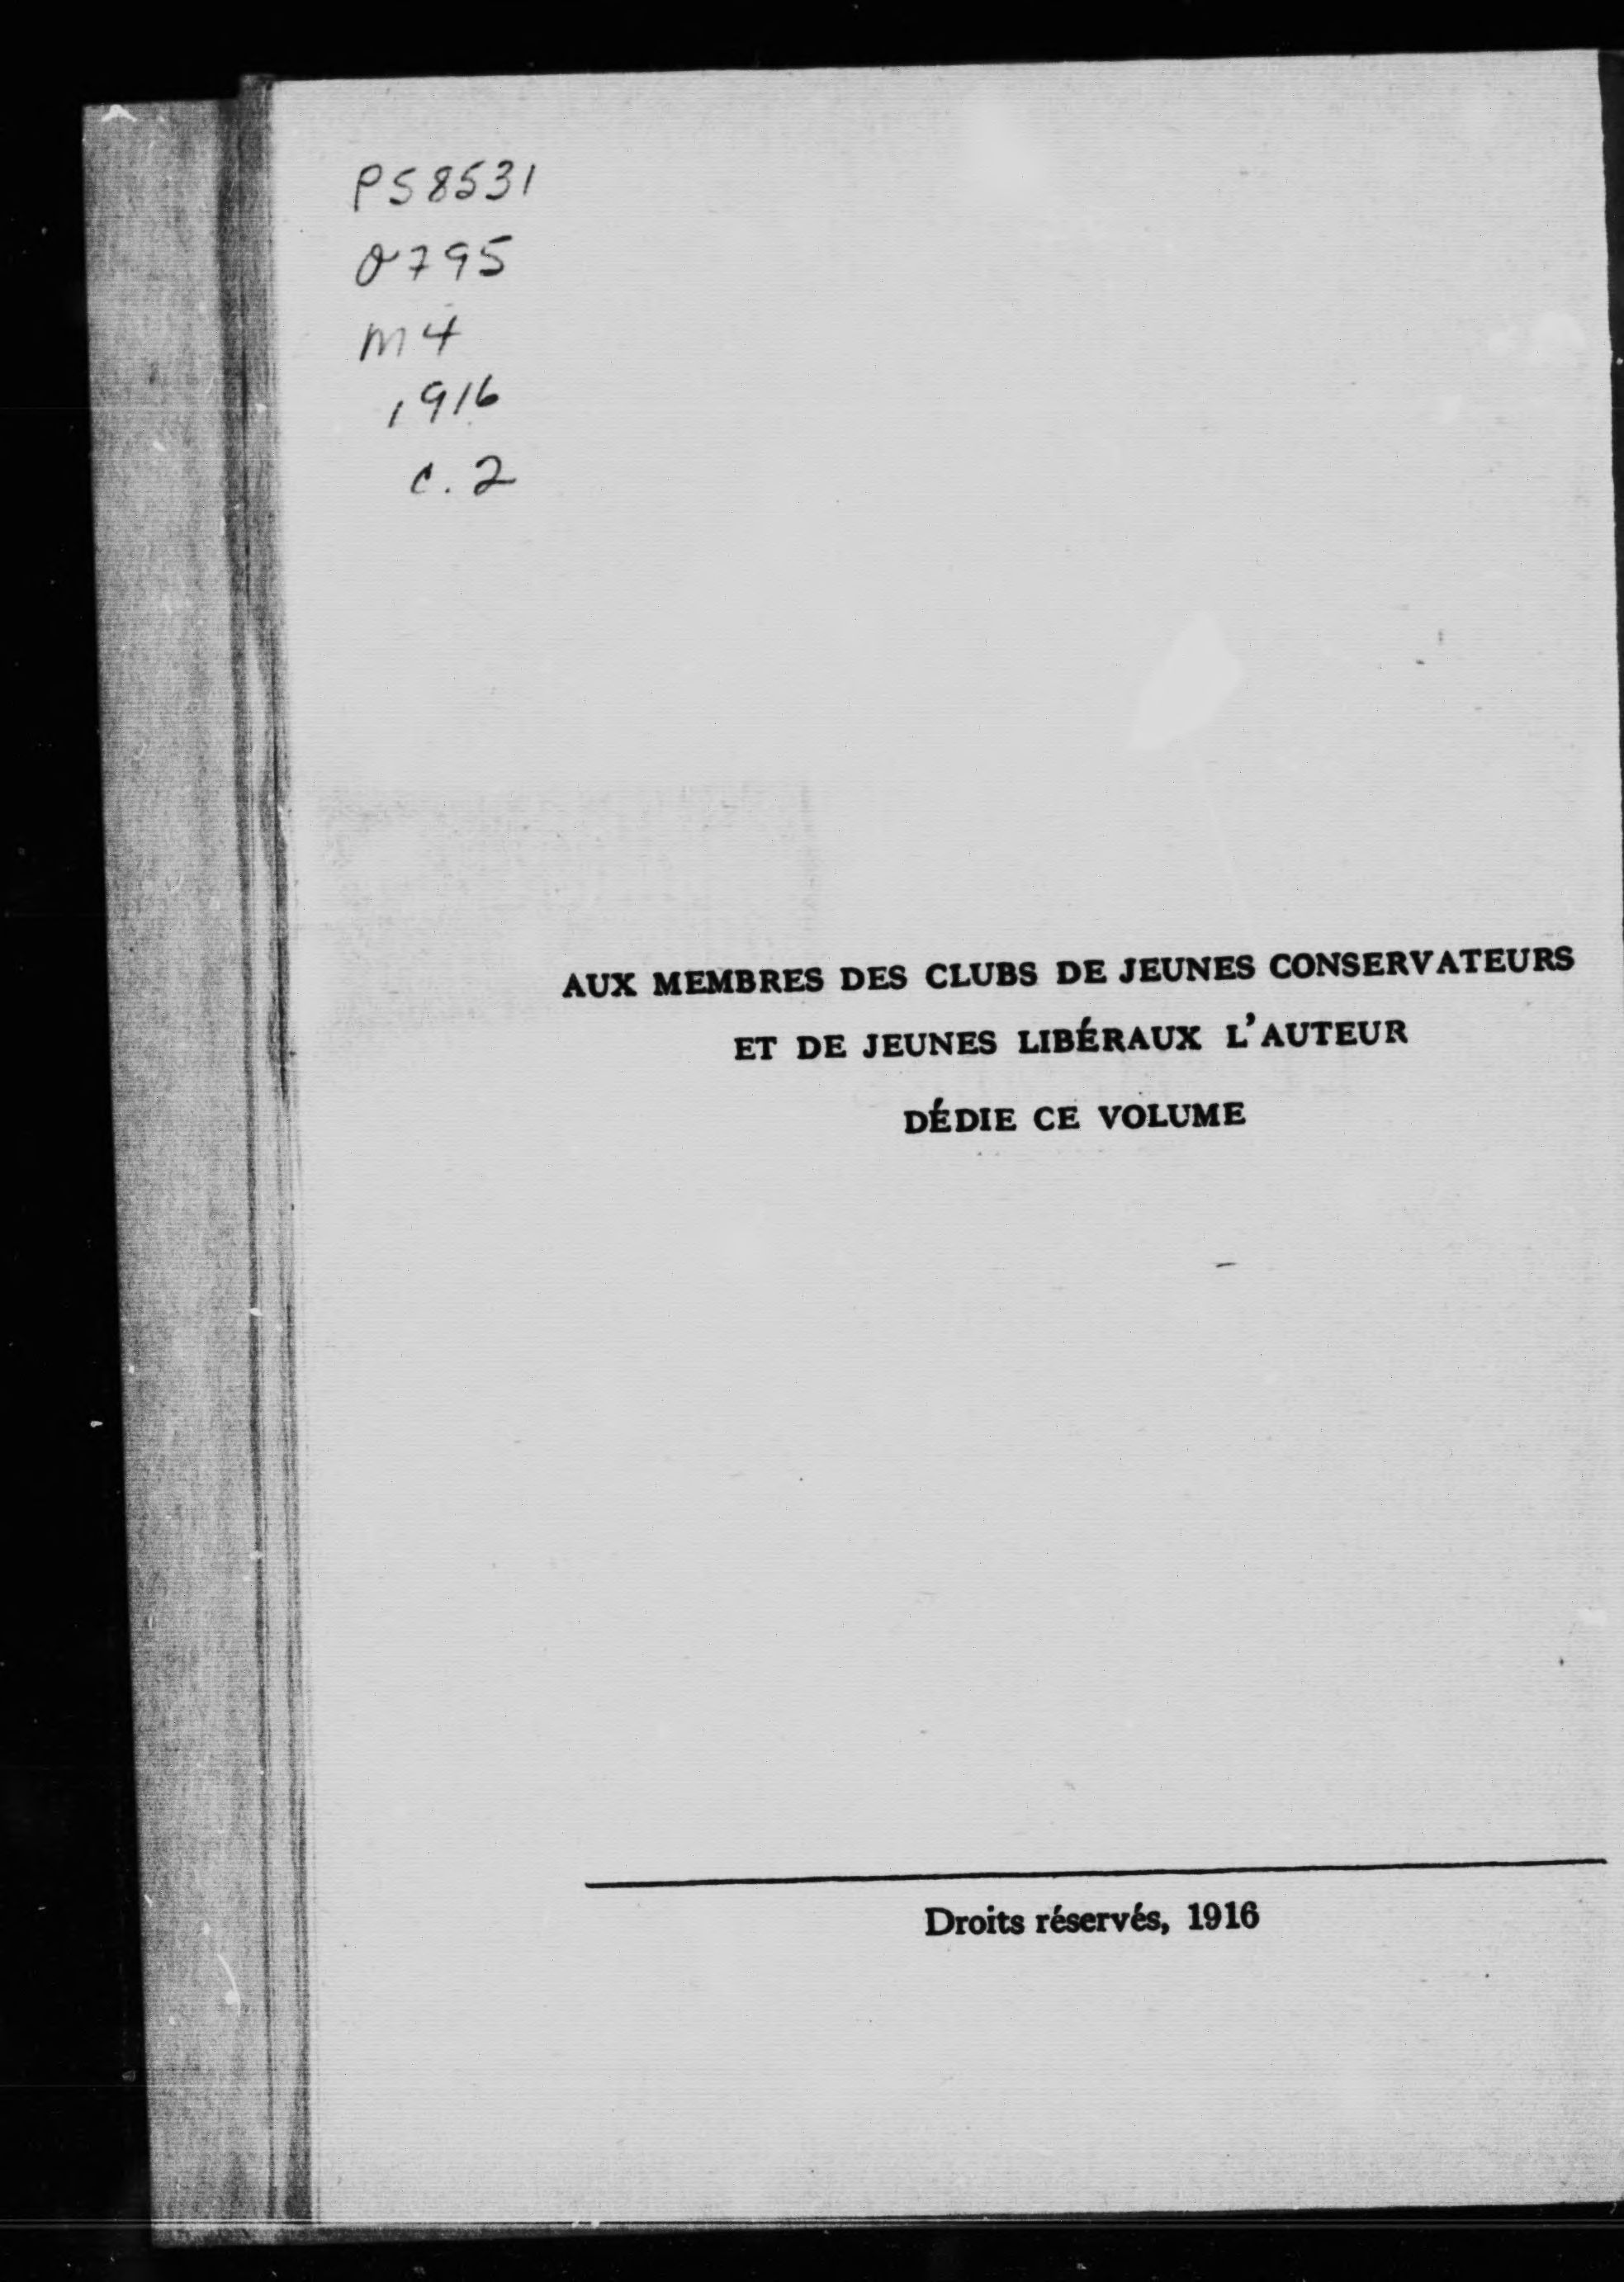 PS8531
O795
M4
1916
c. 2
AUX MEMBRES DES CLUBS DE JEUNES CONSERVATEURS
ET DE JEUNES LIBÉRAUX L'AUTEUR
DÉDIE CE VOLUME
Droits réservés, 1916